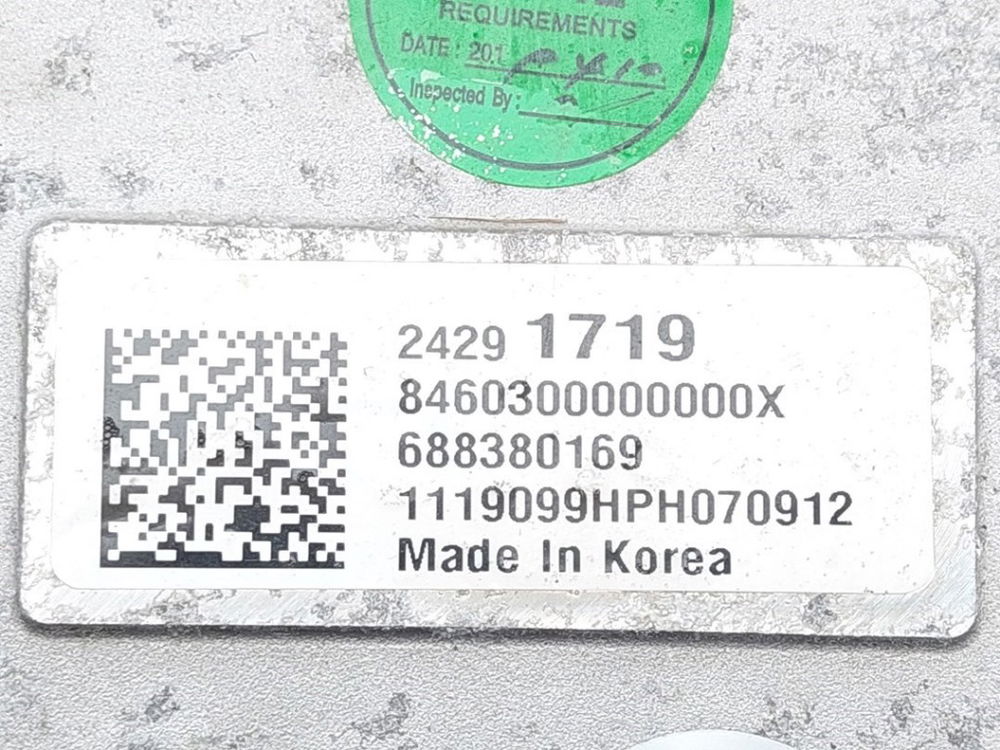 REQUIREMENTS
DATE: 201
Inspected By:
2429 1719
8460300000000X
688380169
1119099HPH070912
Made In Korea